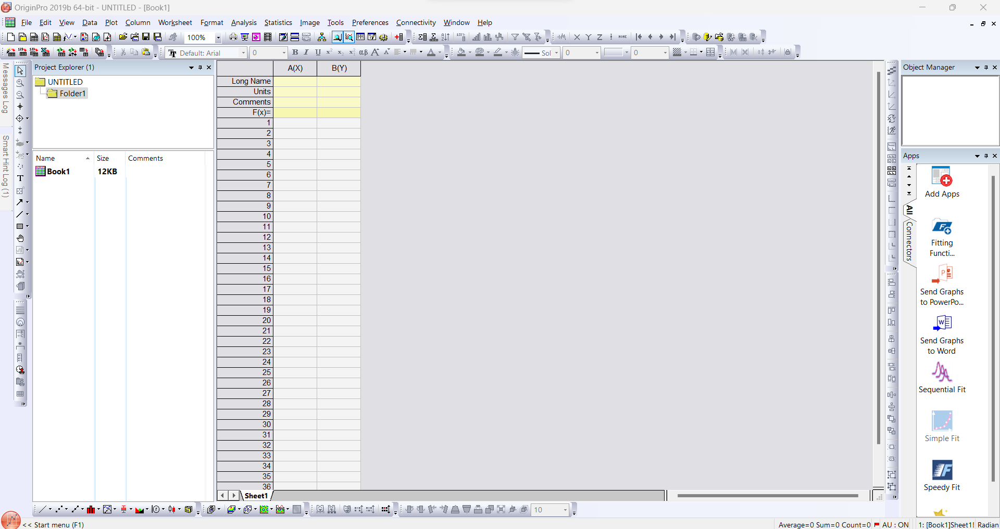 OriginPro 2019b 64-bit - UNTITLED - [Book1]
File Edit View Data Plot Column Worksheet Format Analysis Statistics Image Tools Preferences Connectivity Window Help
100%
Default: Arial 0 B I U αβ A Sol 0 0
Messages Log
Smart Hint Log (1)
Project Explorer (1)
UNTITLED
Folder1
Name Size Comments
Book1 12KB
A(X) B(Y)
Long Name
Units
Comments
F(x)=
1
2
3
4
5
6
7
8
9
10
11
12
13
14
15
16
17
18
19
20
21
22
23
24
25
26
27
28
29
30
31
32
33
34
35
36
Sheet1
Object Manager
Apps
All
Connectors
Add Apps
Fitting
Functi...
Send Graphs
to PowerPo...
Send Graphs
to Word
Sequential Fit
Simple Fit
Speedy Fit
10
<< Start menu (F1)
Average=0 Sum=0 Count=0 AU : ON 1: [Book1]Sheet1! Radian